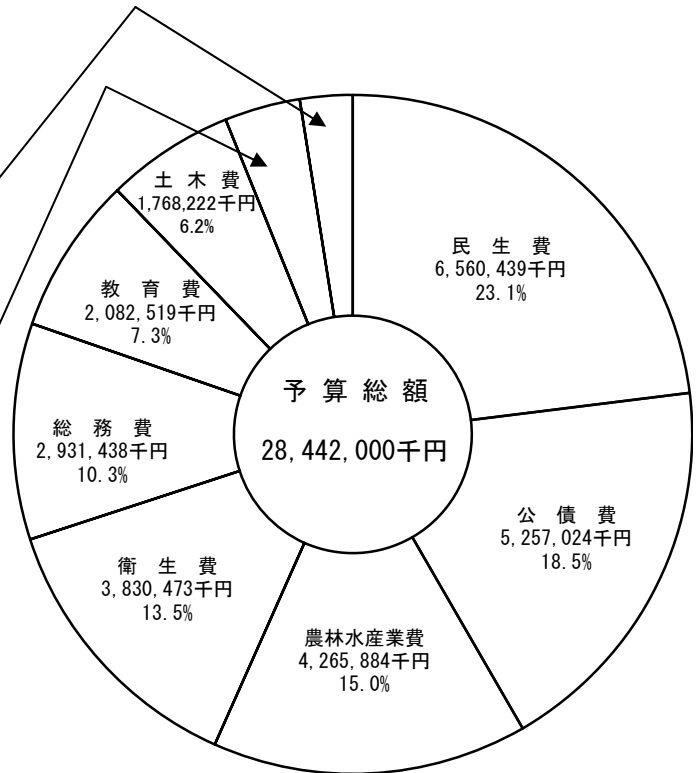 予算総額
28,442,000千円
民生費
6,560,439千円
23.1%
公債費
5,257,024千円
18.5%
農林水産業費
4,265,884千円
15.0%
衛生費
3,830,473千円
13.5%
総務費
2,931,438千円
10.3%
教育費
2,082,519千円
7.3%
土木費
1,768,222千円
6.2%